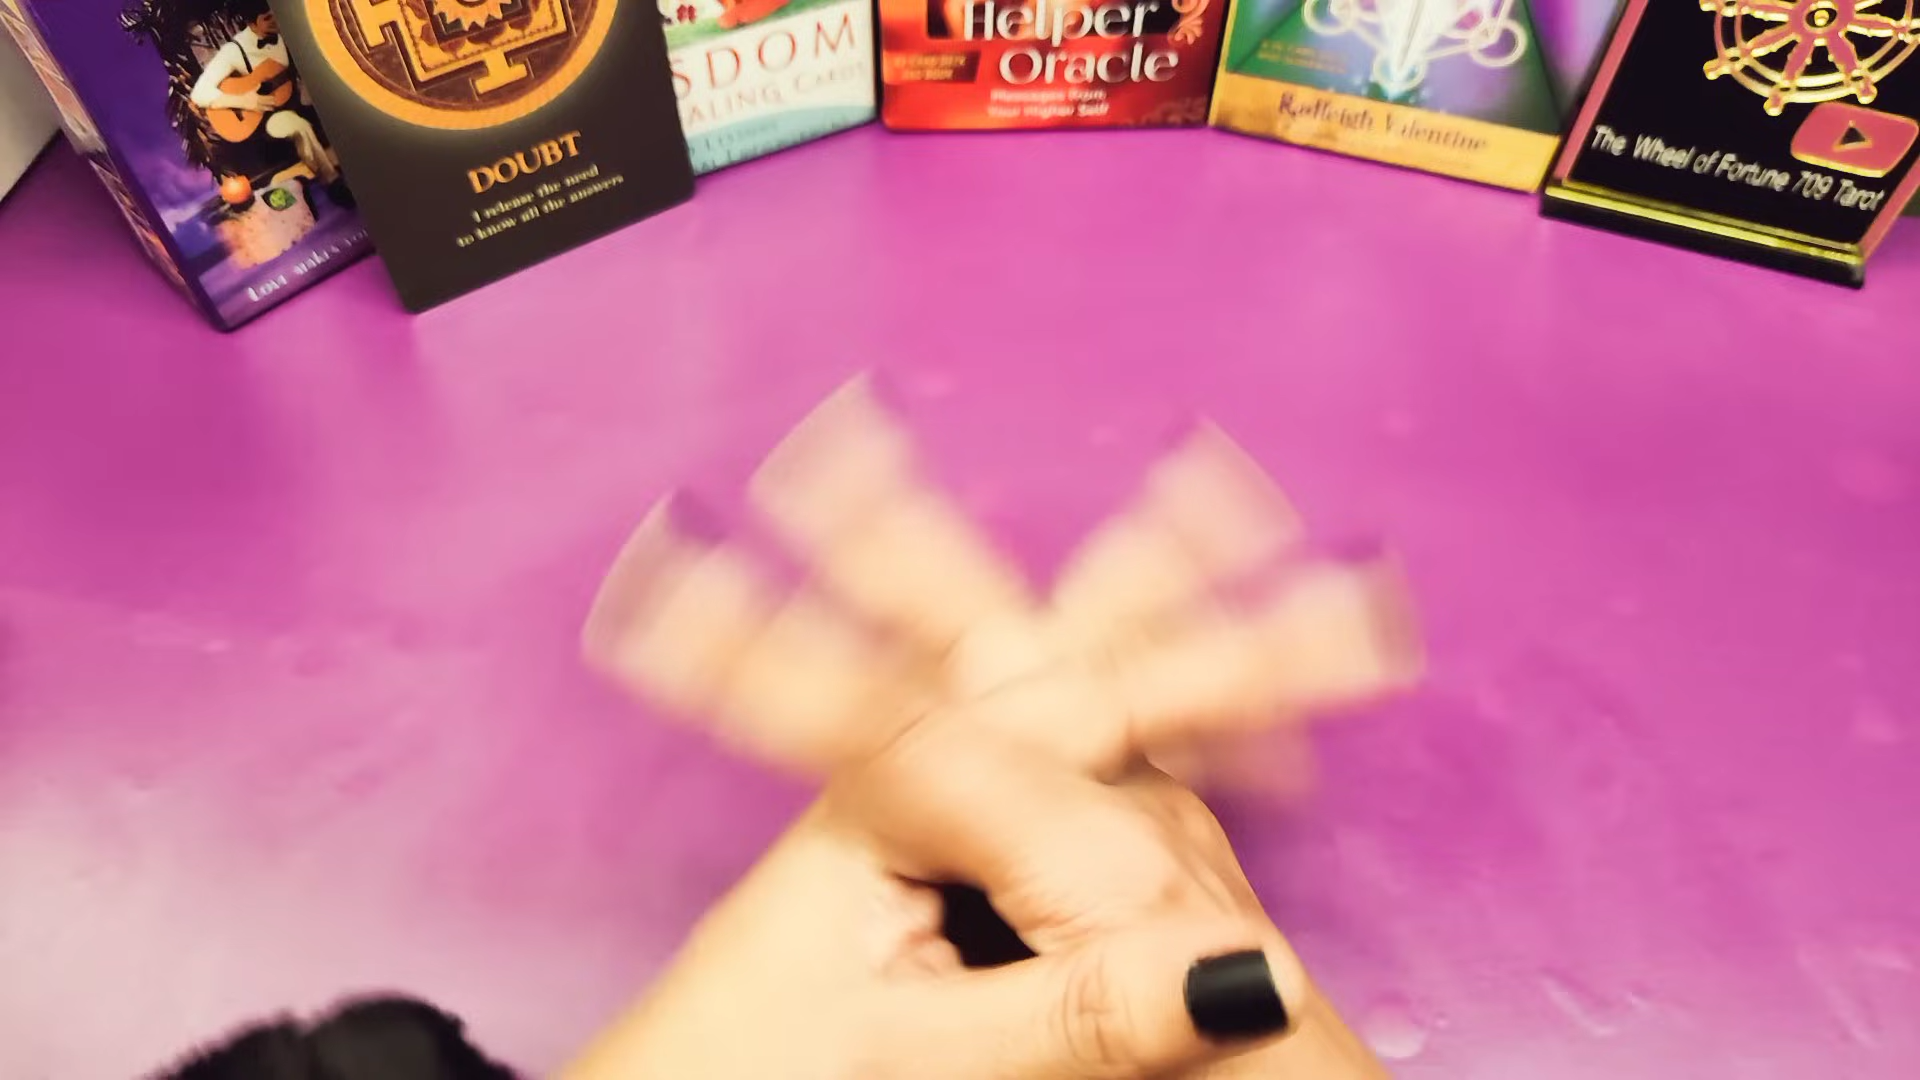 DOUBT
I release the need
to know all the answers
SDOM
ALING CARDS
Helper
Oracle
Messages from
Your Higher Self
Radleigh Valentine
The Wheel of Fortune 709 Tarot